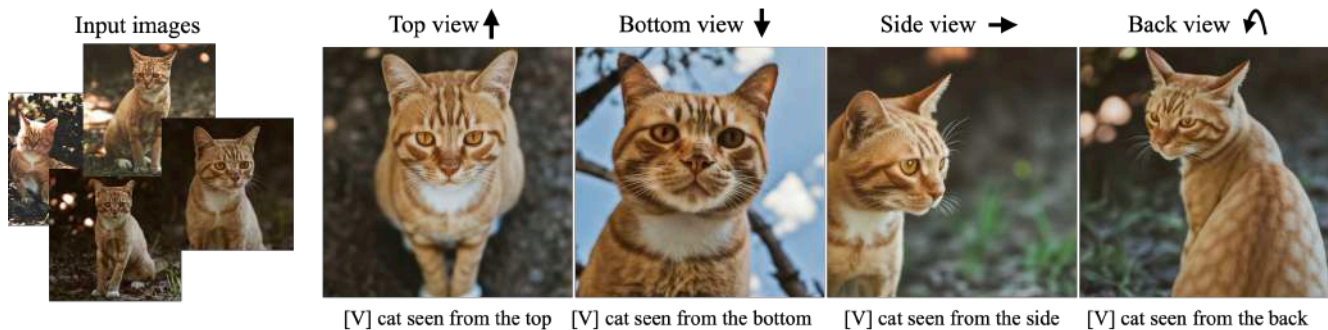 Input images
Top view
Bottom view
Side view
Back view
[V] cat seen from the top
[V] cat seen from the bottom
[V] cat seen from the side
[V] cat seen from the back